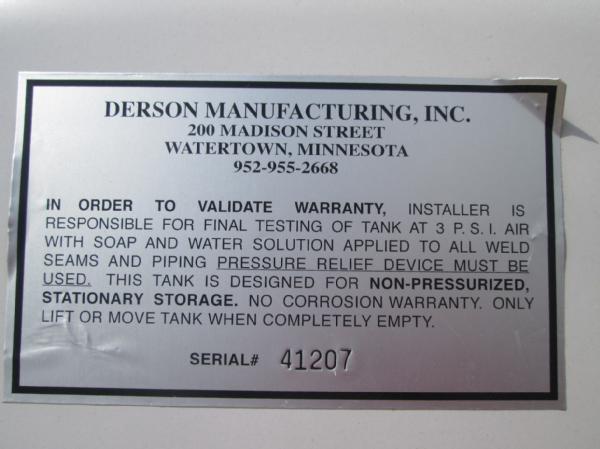 DERSON MANUFACTURING, INC.
200 MADISON STREET
WATERTOWN, MINNESOTA
952-955-2668
IN ORDER TO VALIDATE WARRANTY, INSTALLER IS
RESPONSIBLE FOR FINAL TESTING OF TANK AT 3 P.S.I. AIR
WITH SOAP AND WATER SOLUTION APPLIED TO ALL WELD
SEAMS AND PIPING PRESSURE RELIEF DEVICE MUST BE
USED. THIS TANK IS DESIGNED FOR NON-PRESSURIZED,
STATIONARY STORAGE. NO CORROSION WARRANTY. ONLY
LIFT OR MOVE TANK WHEN COMPLETELY EMPTY.
SERIAL# 41207